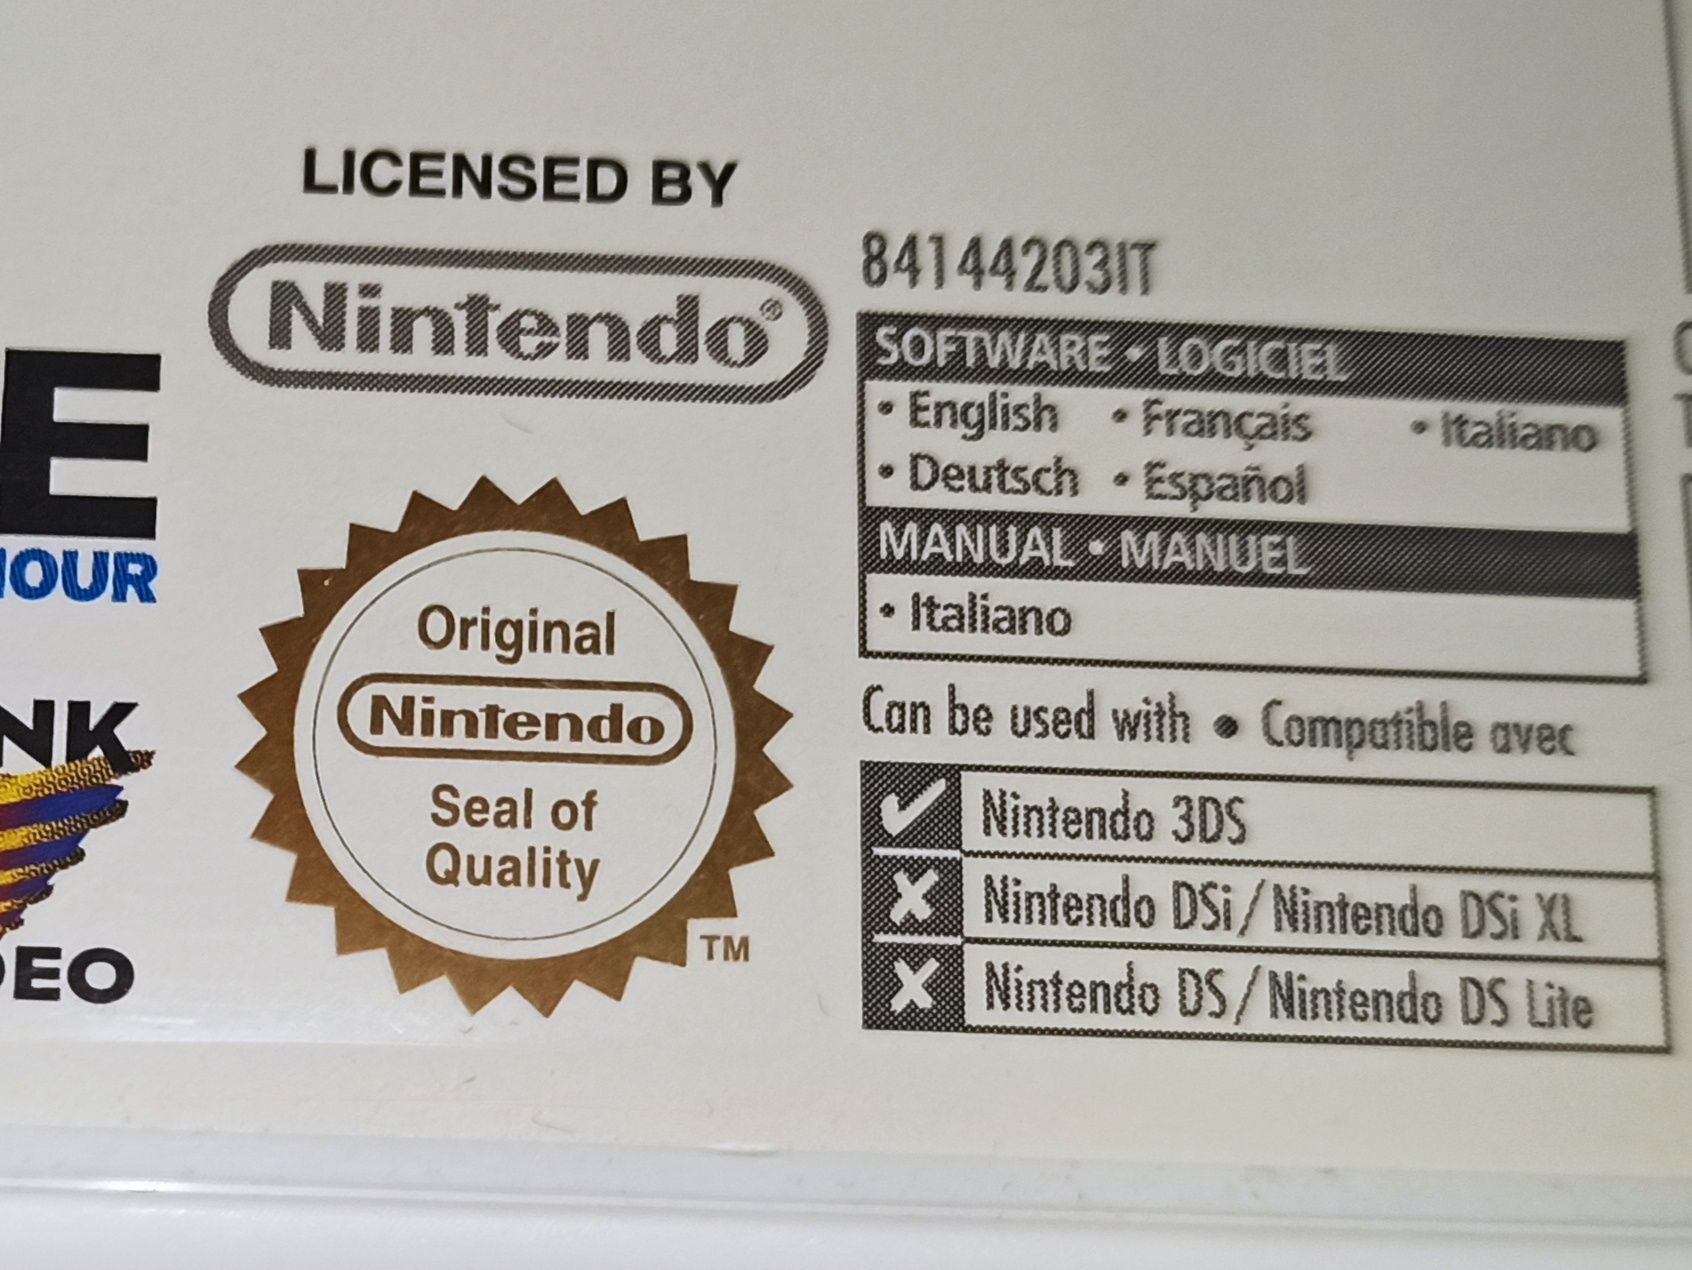 LICENSED BY
Nintendo®
E
HOUR
NK
DEO
Original
Nintendo
Seal of
Quality
TM
84144203IT
SOFTWARE • LOGICIEL
• English • Français • Italiano
• Deutsch • Español
MANUAL • MANUEL
• Italiano
Can be used with • Compatible avec
Nintendo 3DS
Nintendo DSi/Nintendo DSi XL
Nintendo DS/Nintendo DS Lite